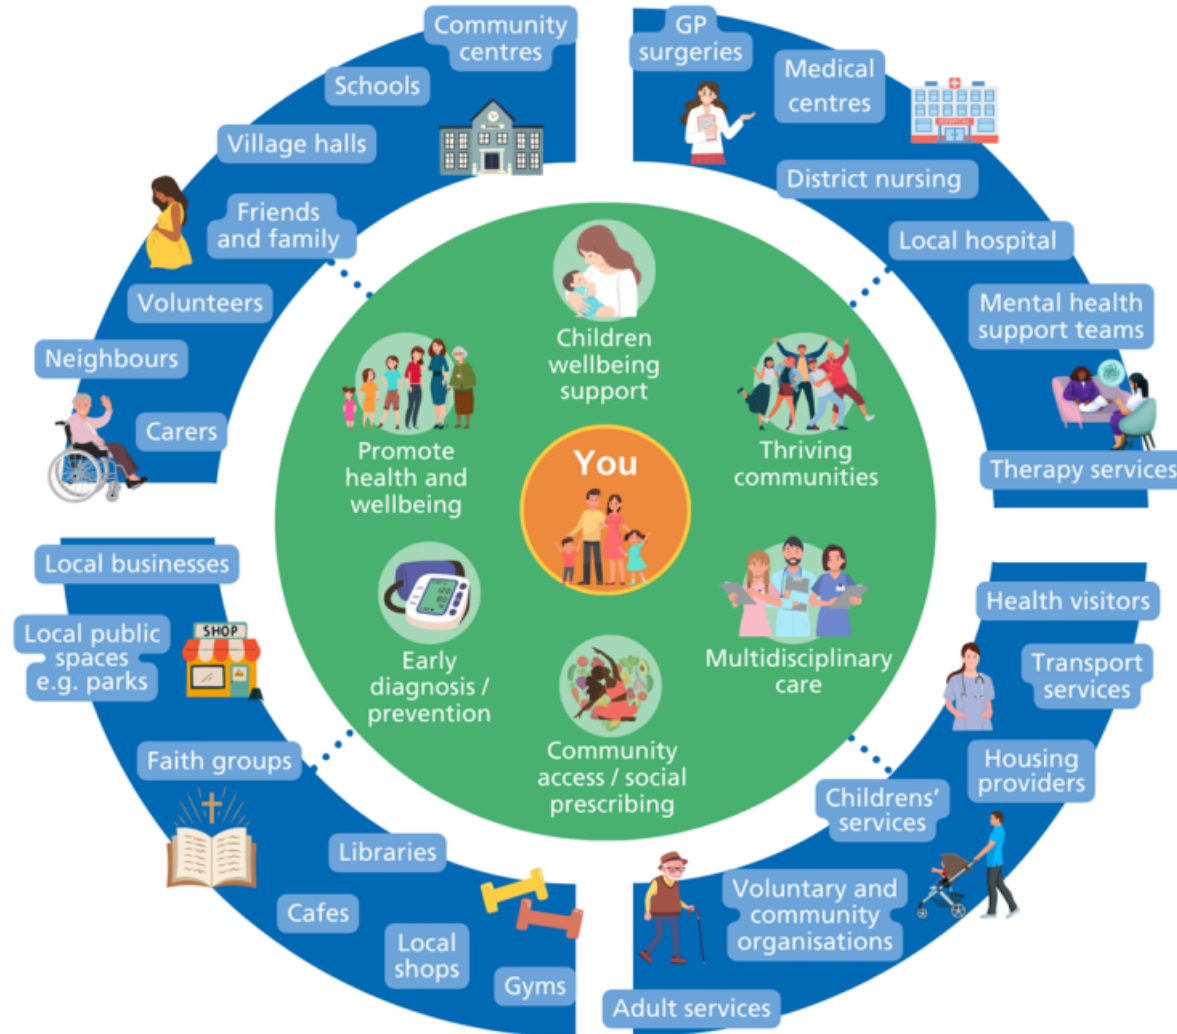 Community
centres
Schools
Village halls
Friends
and family
Volunteers
Neighbours
Carers
GP
surgeries
Medical
centres
HOSPITAL
District nursing
Local hospital
Mental health
support teams
Therapy services
Children
wellbeing
support
Promote
health and
wellbeing
You
Thriving
communities
Early
diagnosis /
prevention
Community
access / social
prescribing
Multidisciplinary
care
Local businesses
Local public
spaces
e.g. parks
SHOP
Faith groups
Libraries
Cafes
Local
shops
Gyms
Health visitors
Transport
services
Housing
providers
Childrens'
services
Voluntary and
community
organisations
Adult services